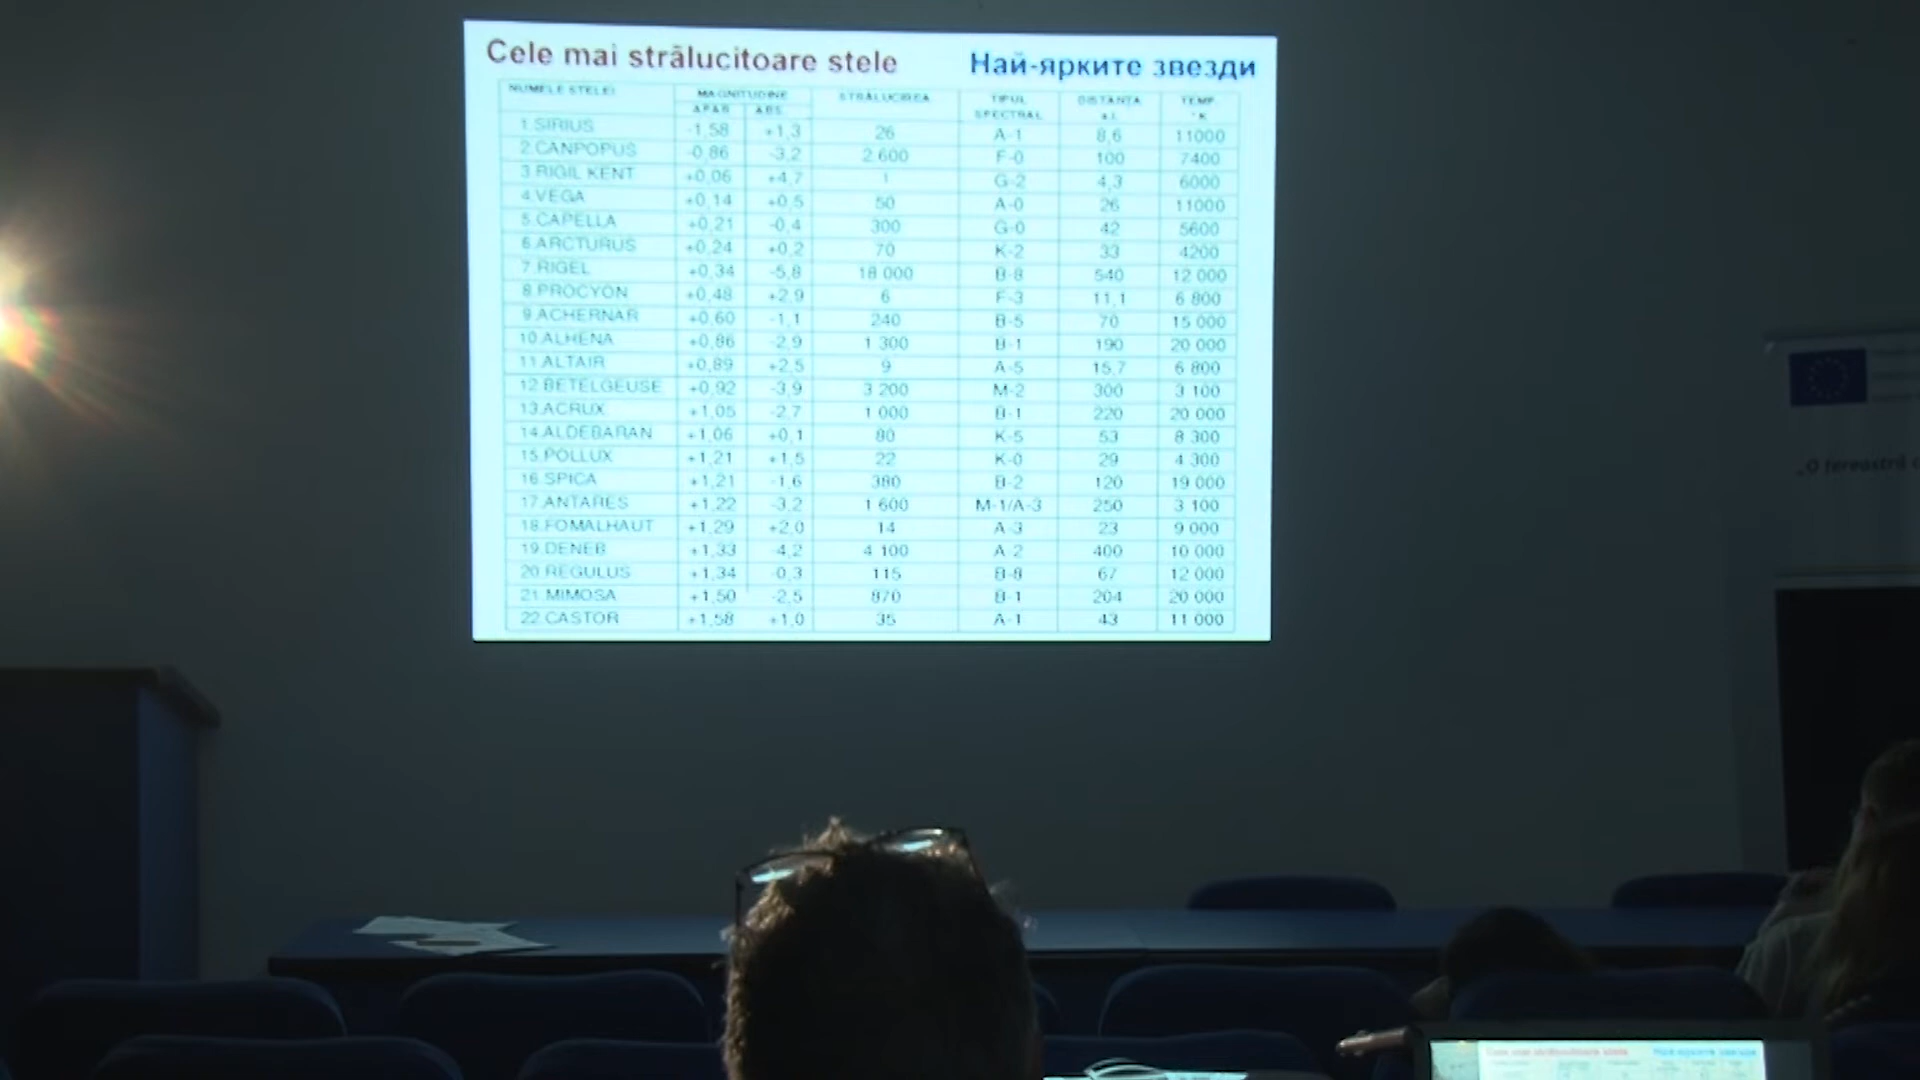 Cele mai strălucitoare stele Най-ярките звезди
NUMELE STELEI MAGNITUDINE STRĂLUCIREA TIPUL DISTANȚA TEMP.
APAR ABS. SPECTRAL a.l. °K
1.SIRIUS -1,58 +1,3 26 A-1 8,6 11000
2.CANPOPUS -0,86 -3,2 2 600 F-0 100 7400
3.RIGIL KENT +0,06 +4,7 1 G-2 4,3 6000
4.VEGA +0,14 +0,5 50 A-0 26 11000
5.CAPELLA +0,21 -0,4 300 G-0 42 5600
6.ARCTURUS +0,24 +0,2 70 K-2 33 4200
7.RIGEL +0,34 -5,8 18 000 B-8 540 12 000
8.PROCYON +0,48 +2,9 6 F-3 11,1 6 800
9.ACHERNAR +0,60 -1,1 240 B-5 70 15 000
10.ALHENA +0,86 -2,9 1 300 B-1 190 20 000
11.ALTAIR +0,89 +2,5 9 A-5 15,7 6 800
12.BETELGEUSE +0,92 -3,9 3 200 M-2 300 3 100
13.ACRUX +1,05 -2,7 1 000 B-1 220 20 000
14.ALDEBARAN +1,06 +0,1 80 K-5 53 8 300
15.POLLUX +1,21 +1,5 22 K-0 29 4 300
16.SPICA +1,21 -1,6 380 B-2 120 19 000
17.ANTARES +1,22 -3,2 1 600 M-1/A-3 250 3 100
18.FOMALHAUT +1,29 +2,0 14 A-3 23 9 000
19.DENEB +1,33 -4,2 4 100 A-2 400 10 000
20.REGULUS +1,34 -0,3 115 B-8 67 12 000
21.MIMOSA +1,50 -2,5 870 B-1 204 20 000
22.CASTOR +1,58 +1,0 35 A-1 43 11 000
„O fereastră
Cele mai strălucitoare stele Най-ярките звезди